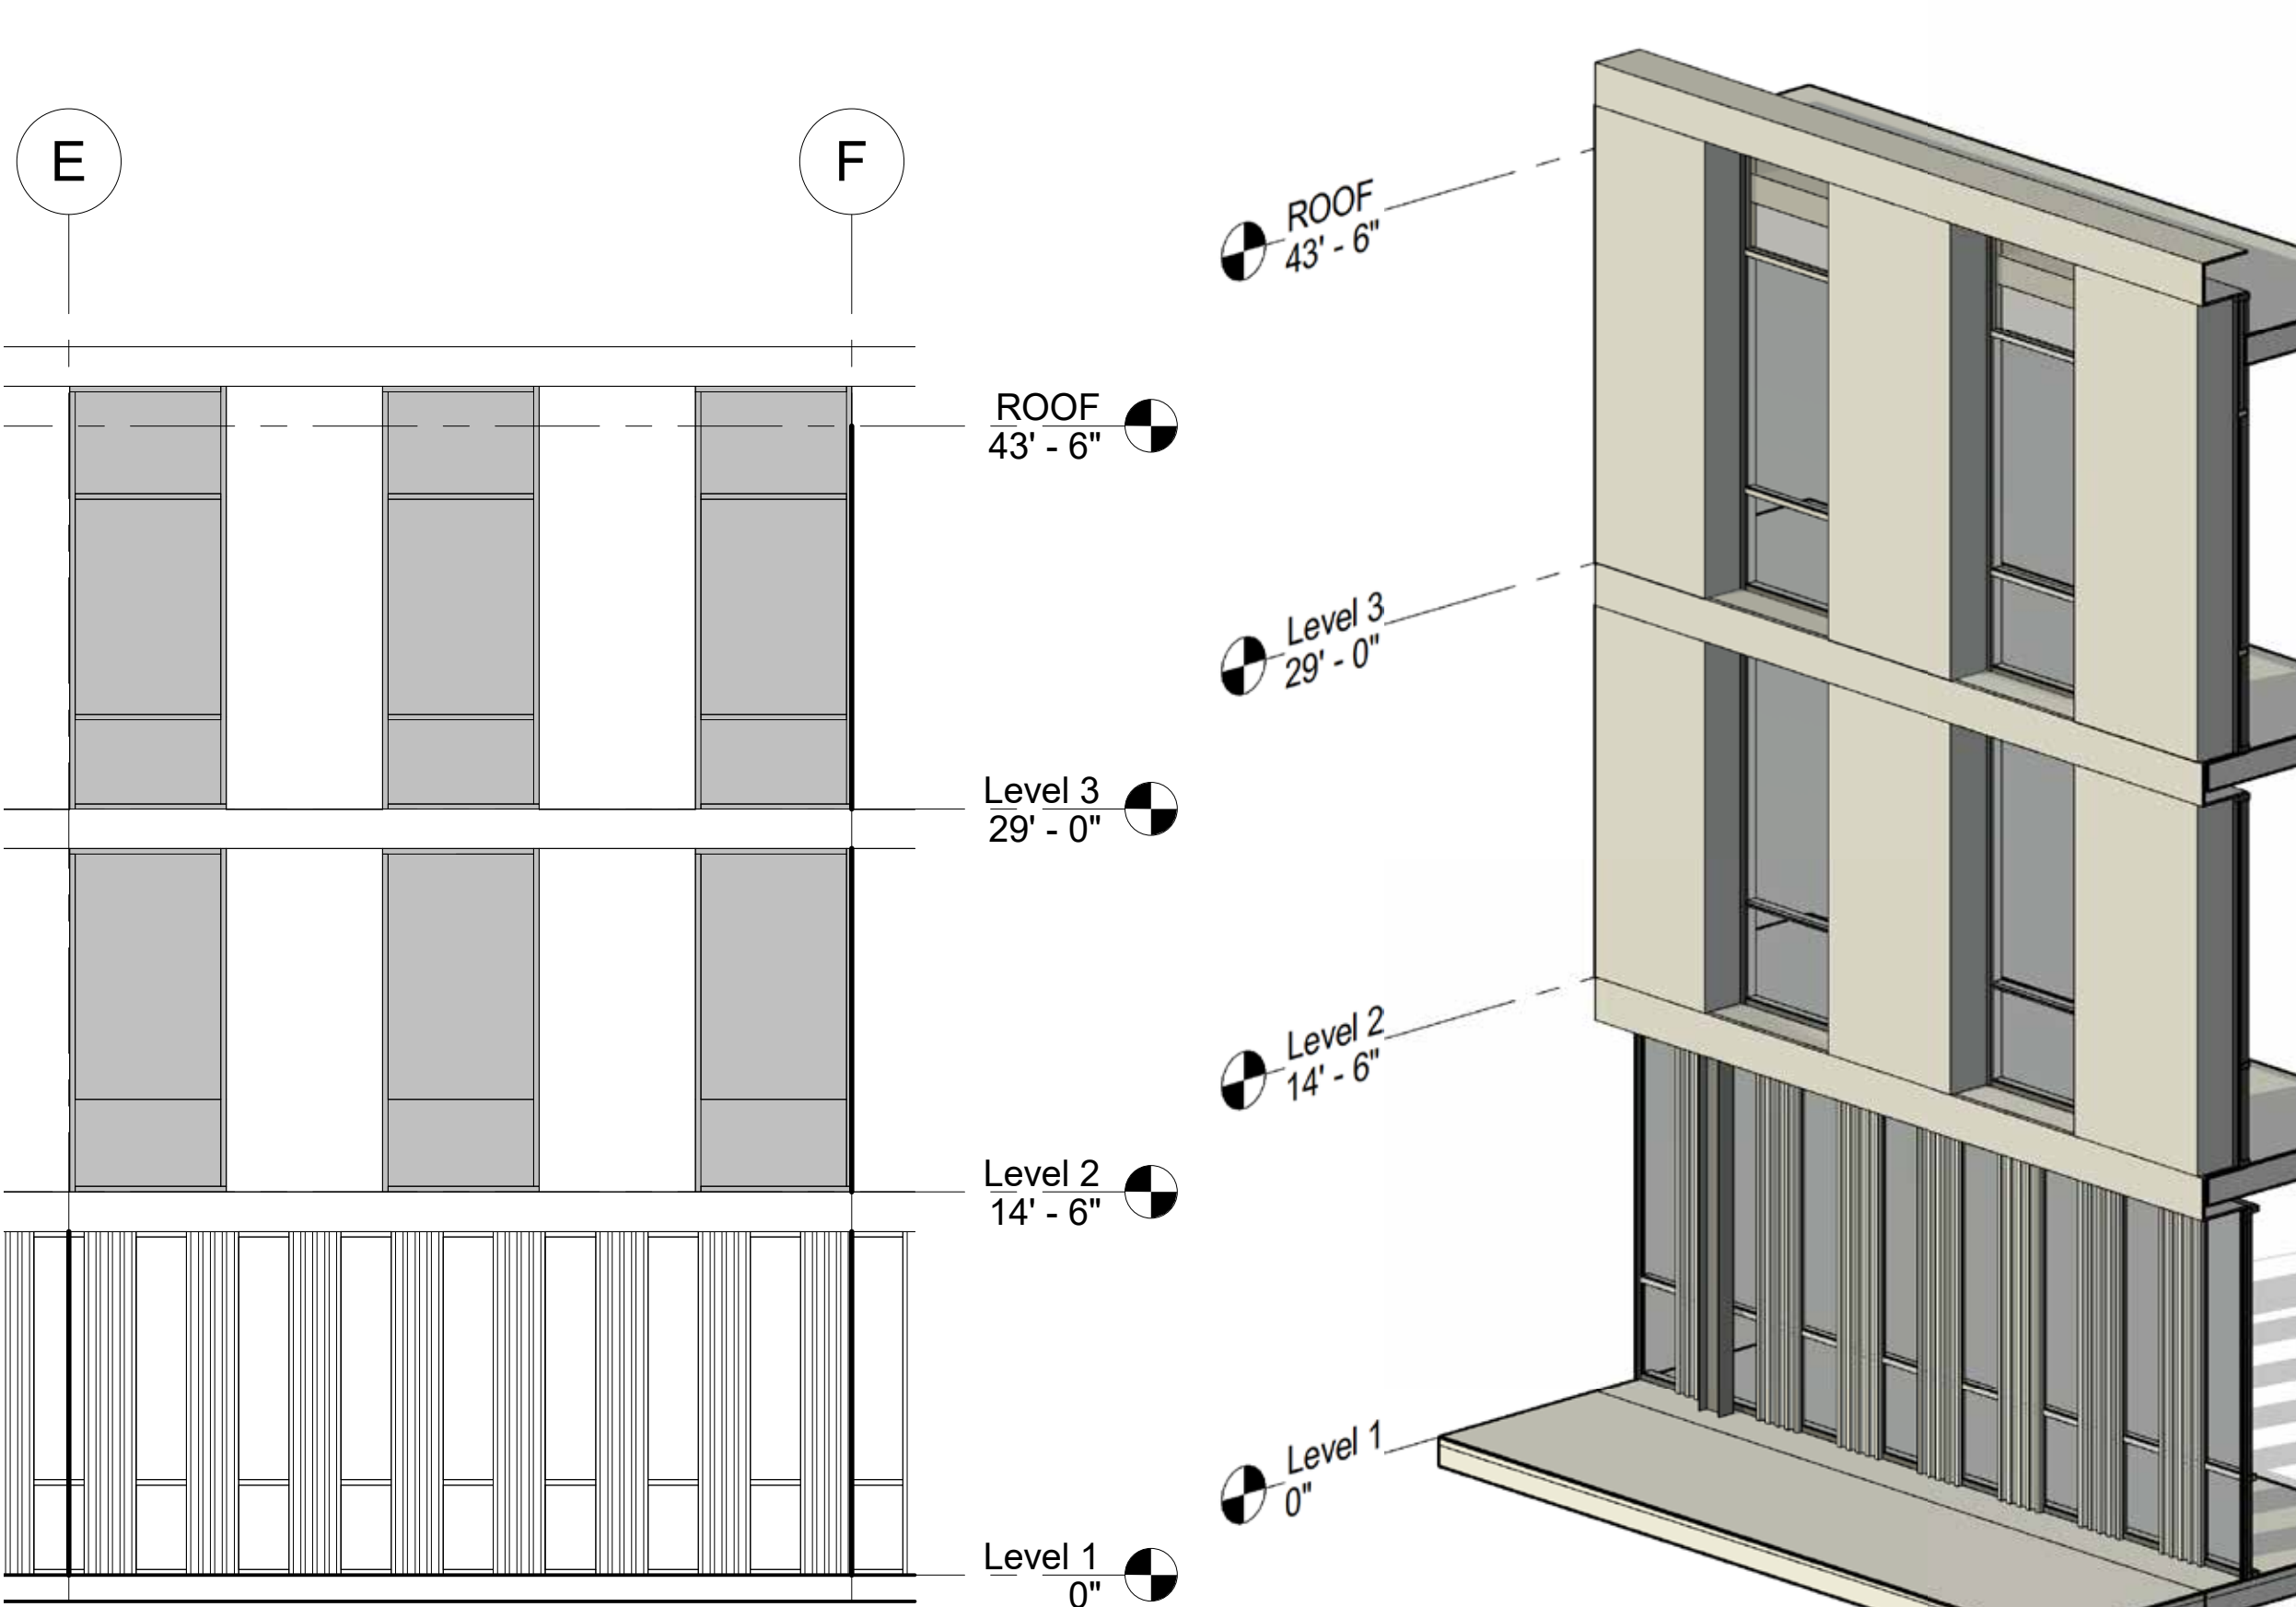 E
F
ROOF
43' - 6"
Level 3
29' - 0"
Level 2
14' - 6"
Level 1
0"
ROOF
43' - 6"
Level 3
29' - 0"
Level 2
14' - 6"
Level 1
0"